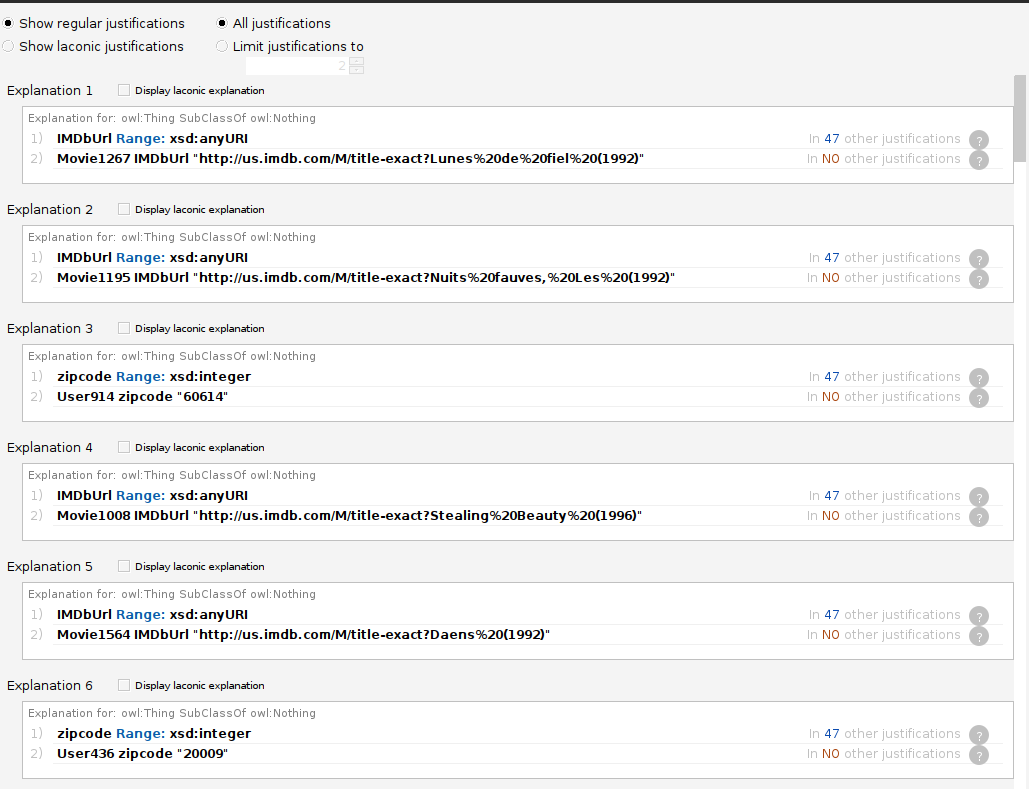 Show regular justifications All justifications
Show laconic justifications Limit justifications to
2
Explanation 1 Display laconic explanation
Explanation for: owl:Thing SubClassOf owl:Nothing
1) IMDbUrl Range: xsd:anyURI In 47 other justifications ?
2) Movie1267 IMDbUrl "http://us.imdb.com/M/title-exact?Lunes%20de%20fiel%20(1992)" In NO other justifications ?
Explanation 2 Display laconic explanation
Explanation for: owl:Thing SubClassOf owl:Nothing
1) IMDbUrl Range: xsd:anyURI In 47 other justifications ?
2) Movie1195 IMDbUrl "http://us.imdb.com/M/title-exact?Nuits%20fauves,%20Les%20(1992)" In NO other justifications ?
Explanation 3 Display laconic explanation
Explanation for: owl:Thing SubClassOf owl:Nothing
1) zipcode Range: xsd:integer In 47 other justifications ?
2) User914 zipcode "60614" In NO other justifications ?
Explanation 4 Display laconic explanation
Explanation for: owl:Thing SubClassOf owl:Nothing
1) IMDbUrl Range: xsd:anyURI In 47 other justifications ?
2) Movie1008 IMDbUrl "http://us.imdb.com/M/title-exact?Stealing%20Beauty%20(1996)" In NO other justifications ?
Explanation 5 Display laconic explanation
Explanation for: owl:Thing SubClassOf owl:Nothing
1) IMDbUrl Range: xsd:anyURI In 47 other justifications ?
2) Movie1564 IMDbUrl "http://us.imdb.com/M/title-exact?Daens%20(1992)" In NO other justifications ?
Explanation 6 Display laconic explanation
Explanation for: owl:Thing SubClassOf owl:Nothing
1) zipcode Range: xsd:integer In 47 other justifications ?
2) User436 zipcode "20009" In NO other justifications ?